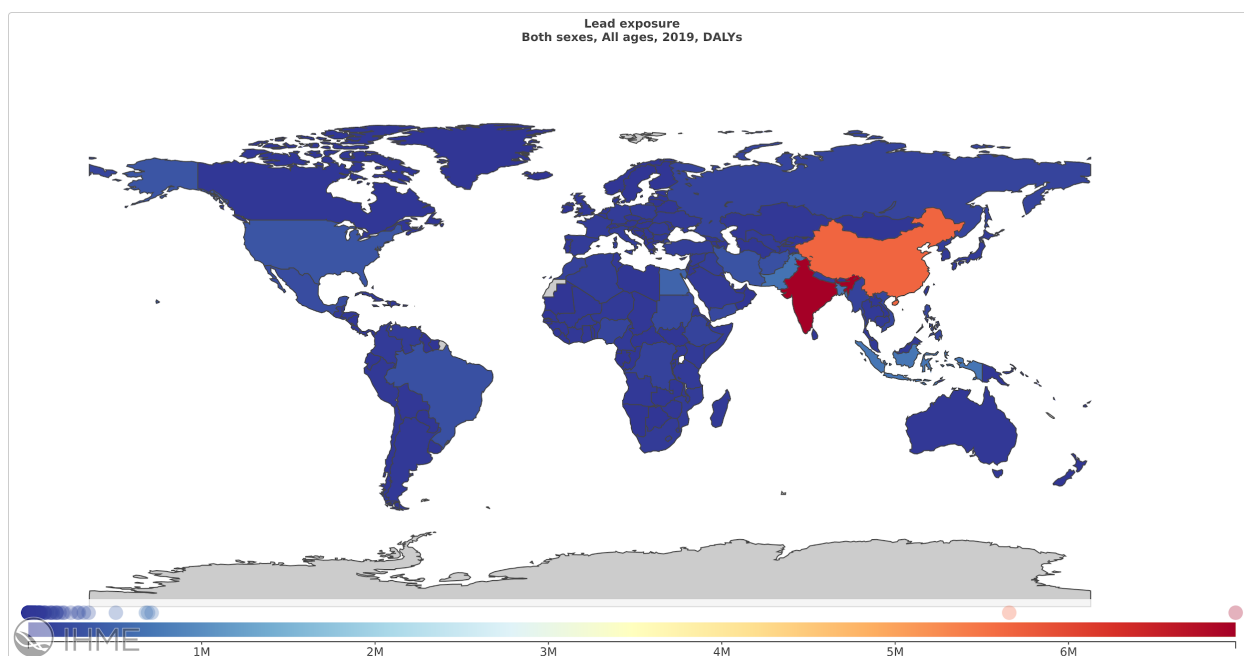 Lead exposure
Both sexes, All ages, 2019, DALYs
IHME
1M 2M 3M 4M 5M 6M